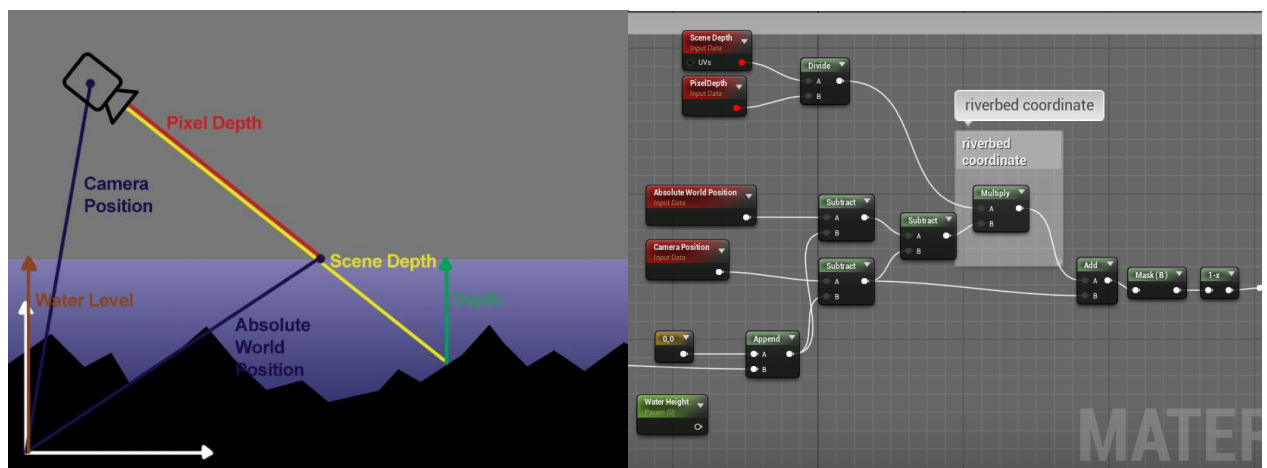 Pixel Depth
Camera
Position
Scene Depth
Water Level
Depth
Absolute
World
Position
Scene Depth
Input Data
UVs
PixelDepth
Input Data
Divide
A
B
riverbed coordinate
riverbed
coordinate
Multiply
A
B
Absolute World Position
Input Data
Subtract
A
B
Subtract
A
B
Camera Position
Input Data
Subtract
A
B
Add
A
B
Mask ( B )
1-x
0,0
Append
A
B
Water Height
Param (0)
MATER